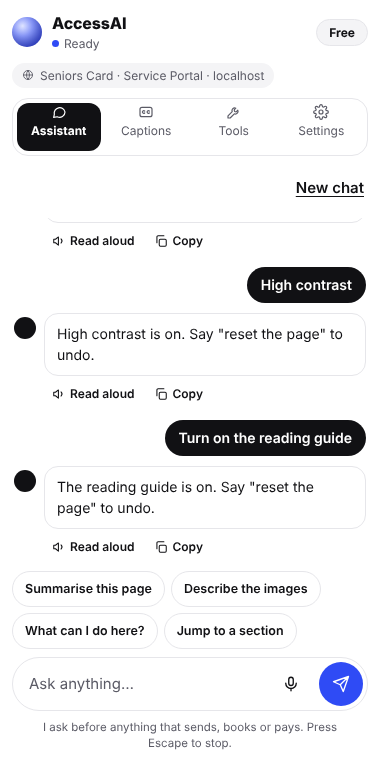 AccessAI
Ready
Free
Seniors Card · Service Portal · localhost
Assistant
Captions
Tools
Settings
New chat
Read aloud
Copy
High contrast
High contrast is on. Say "reset the page" to
undo.
Read aloud
Copy
Turn on the reading guide
The reading guide is on. Say "reset the
page" to undo.
Read aloud
Copy
Summarise this page
Describe the images
What can I do here?
Jump to a section
Ask anything...
I ask before anything that sends, books or pays. Press
Escape to stop.